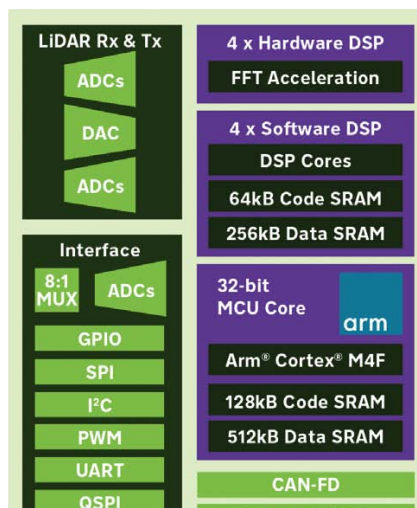 LiDAR Rx & Tx
ADCs
DAC
ADCs
Interface
8:1
MUX
ADCs
GPIO
SPI
I²C
PWM
UART
QSPI
4 x Hardware DSP
FFT Acceleration
4 x Software DSP
DSP Cores
64kB Code SRAM
256kB Data SRAM
32-bit
MCU Core
arm
Arm® Cortex® M4F
128kB Code SRAM
512kB Data SRAM
CAN-FD